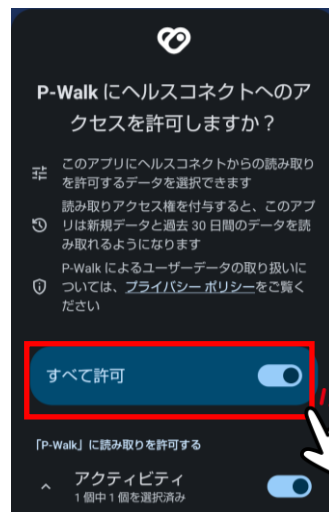 P-Walk にヘルスコネクトへのア
クセスを許可しますか？
このアプリにヘルスコネクトからの読み取り
を許可するデータを選択できます
読み取りアクセス権を付与すると、このアプ
リは新規データと過去 30 日間のデータを読
み取れるようになります
P-Walk によるユーザーデータの取り扱いに
ついては、プライバシー ポリシーをご覧く
ださい
すべて許可
「P-Walk」に読み取りを許可する
アクティビティ
1 個中 1 個を選択済み